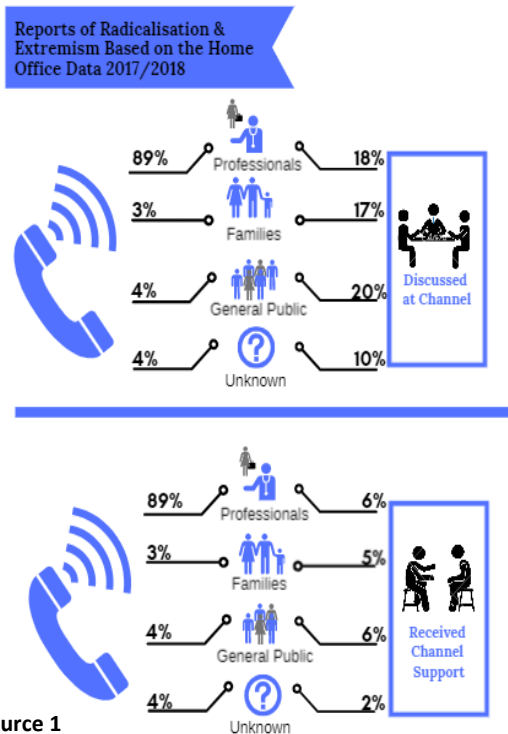 Reports of Radicalisation &
Extremism Based on the Home
Office Data 2017/2018
89%
Professionals
18%
3%
Families
17%
4%
General Public
20%
4%
Unknown
10%
Discussed
at Channel
89%
Professionals
6%
3%
Families
5%
4%
General Public
6%
4%
Unknown
2%
Received
Channel
Support
urce 1